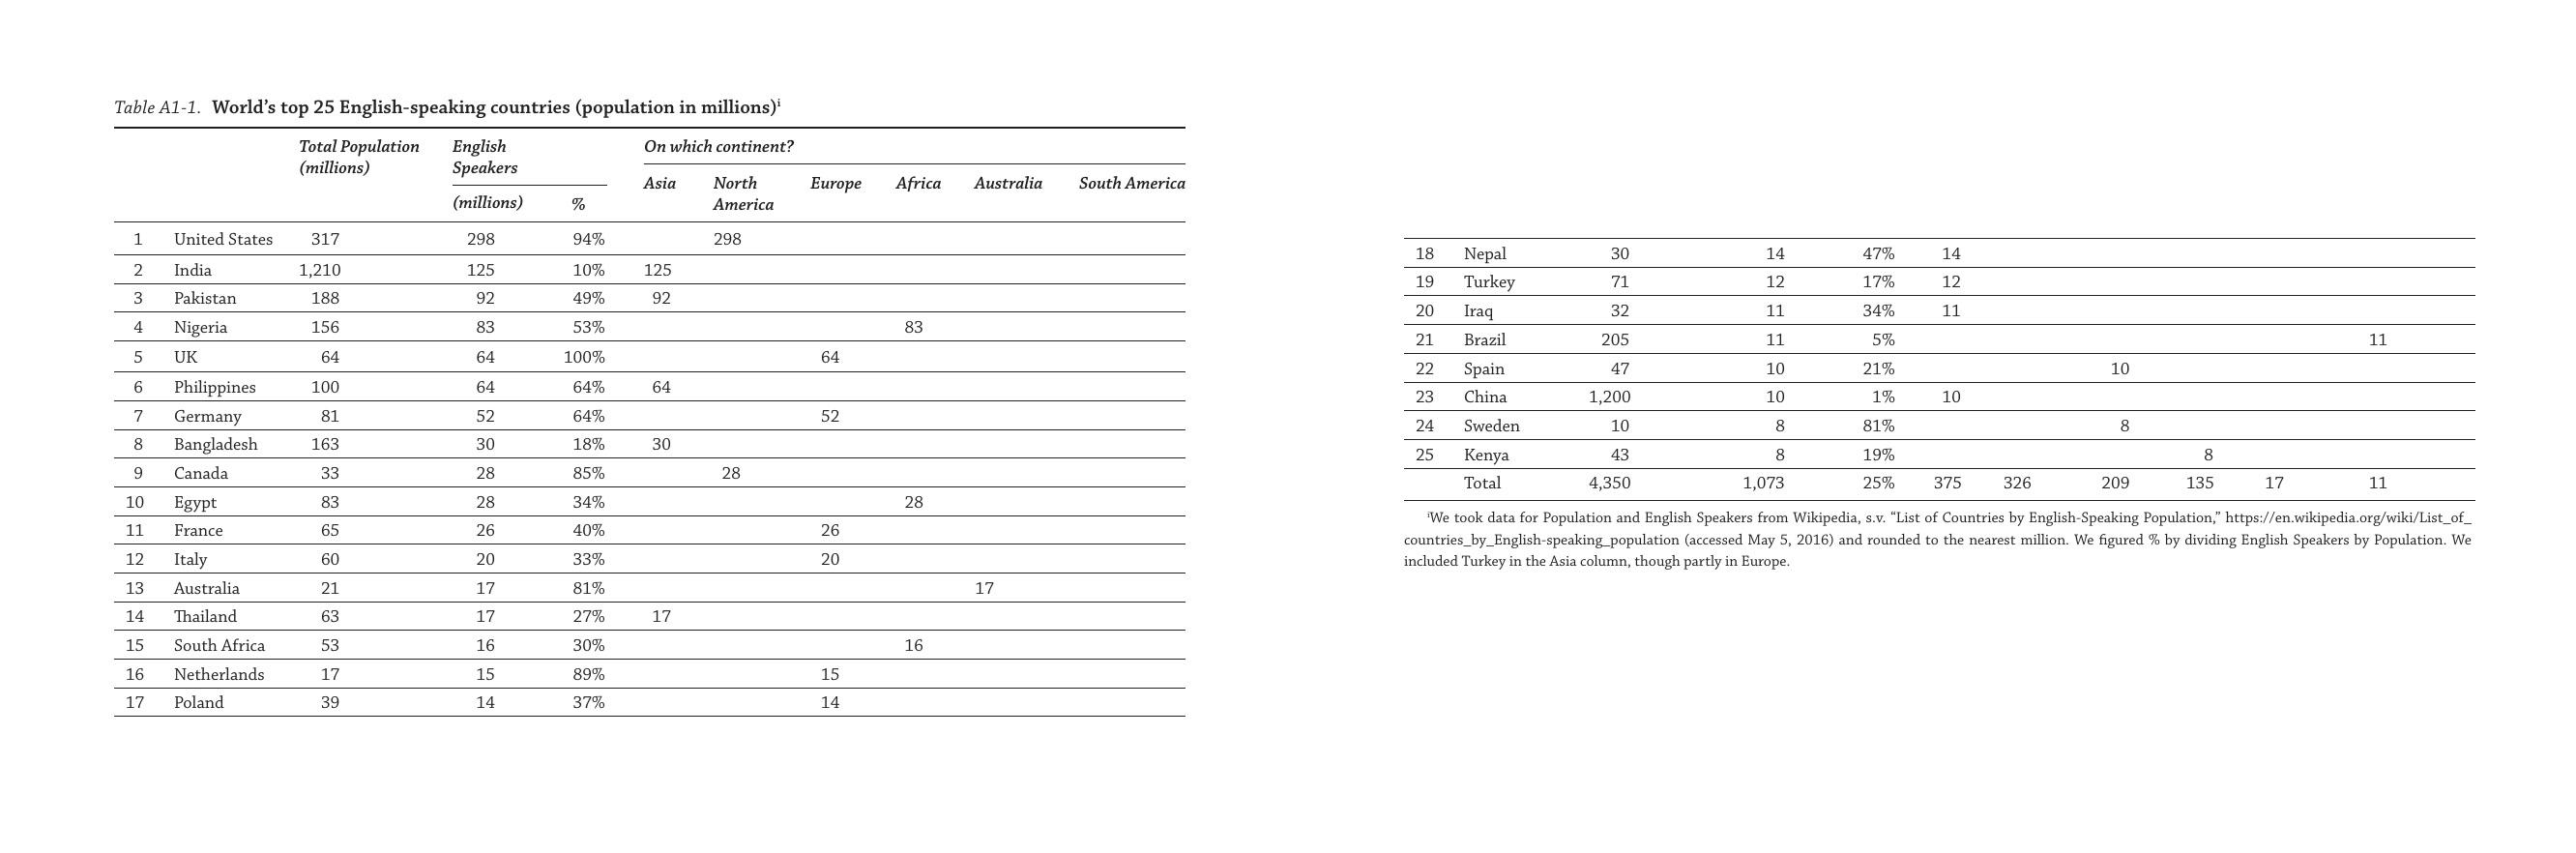 Table A1-1. World’s top 25 English-speaking countries (population in millions)i
Total Population English On which continent?
(millions) Speakers
Asia North Europe Africa Australia South America
(millions) % America
1 United States 317 298 94% 298
2 India 1,210 125 10% 125
3 Pakistan 188 92 49% 92
4 Nigeria 156 83 53% 83
5 UK 64 64 100% 64
6 Philippines 100 64 64% 64
7 Germany 81 52 64% 52
8 Bangladesh 163 30 18% 30
9 Canada 33 28 85% 28
10 Egypt 83 28 34% 28
11 France 65 26 40% 26
12 Italy 60 20 33% 20
13 Australia 21 17 81% 17
14 Thailand 63 17 27% 17
15 South Africa 53 16 30% 16
16 Netherlands 17 15 89% 15
17 Poland 39 14 37% 14
18 Nepal 30 14 47% 14
19 Turkey 71 12 17% 12
20 Iraq 32 11 34% 11
21 Brazil 205 11 5% 11
22 Spain 47 10 21% 10
23 China 1,200 10 1% 10
24 Sweden 10 8 81% 8
25 Kenya 43 8 19% 8
Total 4,350 1,073 25% 375 326 209 135 17 11
iWe took data for Population and English Speakers from Wikipedia, s.v. “List of Countries by English-Speaking Population,” https://en.wikipedia.org/wiki/List_of_
countries_by_English-speaking_population (accessed May 5, 2016) and rounded to the nearest million. We figured % by dividing English Speakers by Population. We
included Turkey in the Asia column, though partly in Europe.